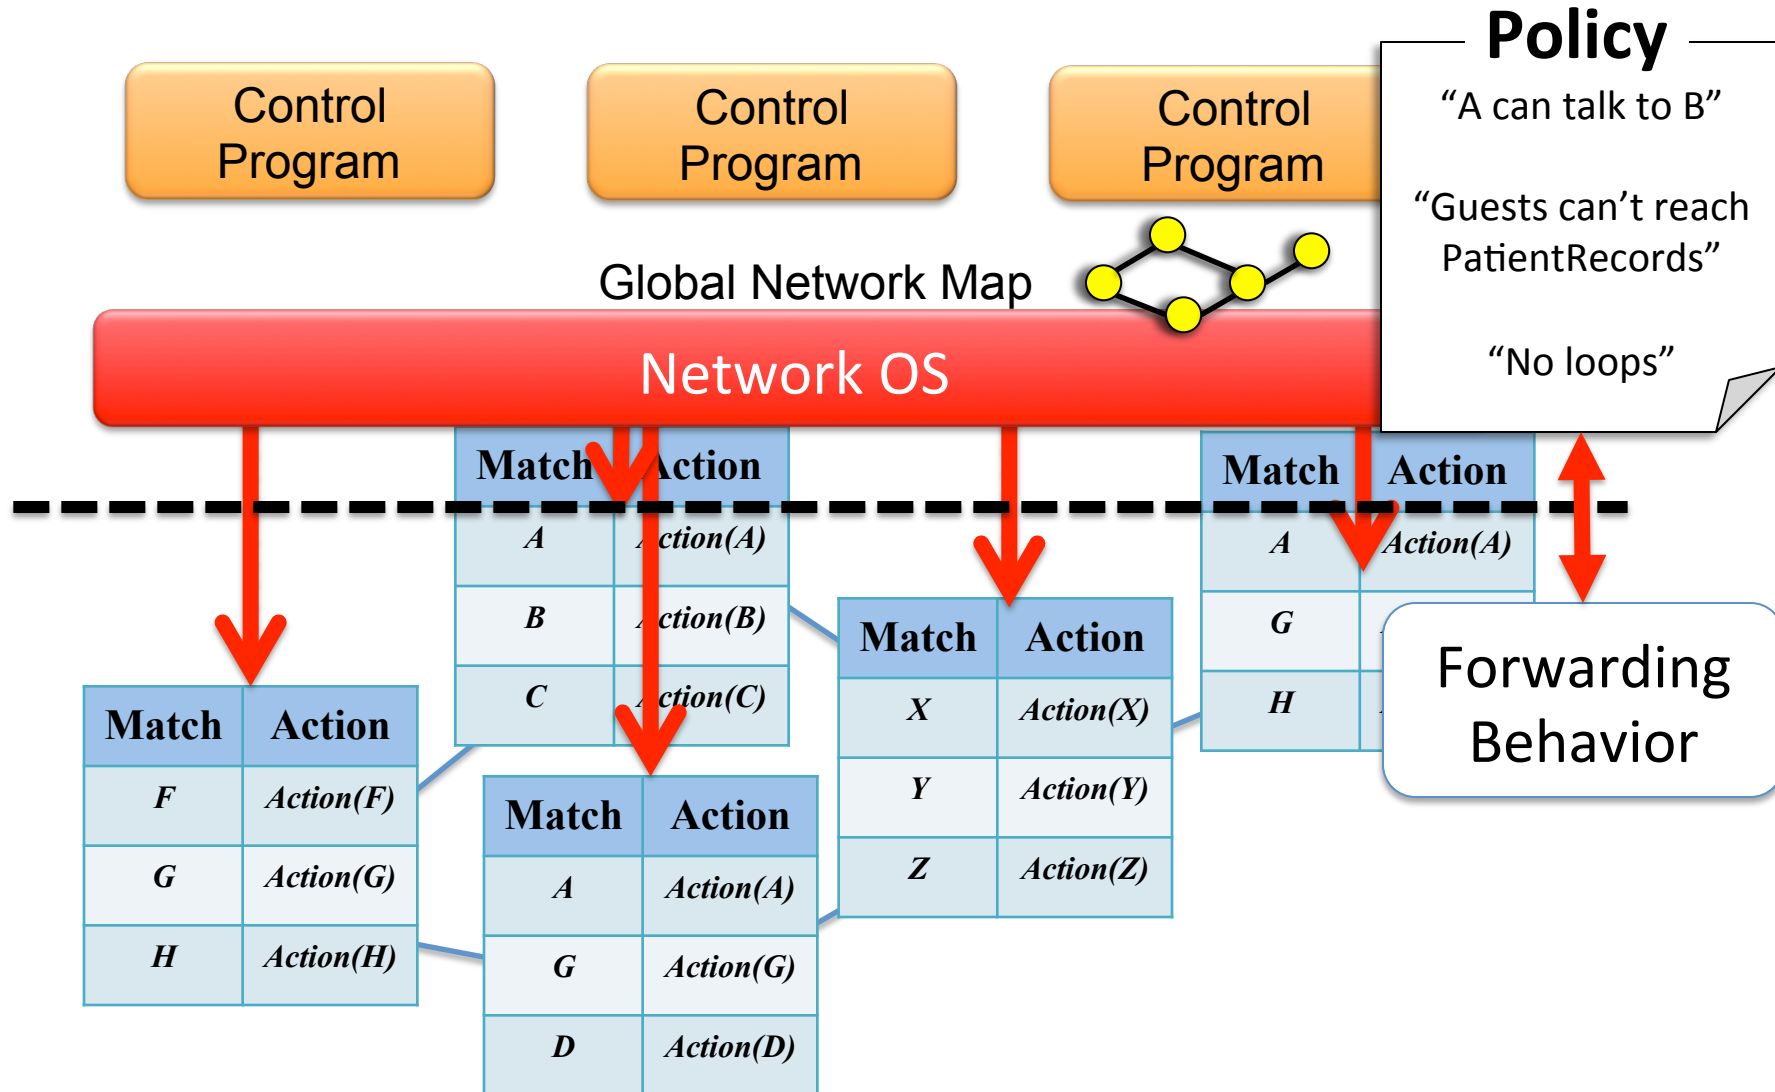 Policy
“A can talk to B”
“Guests can’t reach
PatientRecords”
“No loops”
Control
Program
Control
Program
Control
Program
Global Network Map
Network OS
Match Action
A Action(A)
B Action(B)
C Action(C)
Match Action
A Action(A)
G
H
Match Action
X Action(X)
Y Action(Y)
Z Action(Z)
Match Action
F Action(F)
G Action(G)
H Action(H)
Match Action
A Action(A)
G Action(G)
D Action(D)
Forwarding
Behavior